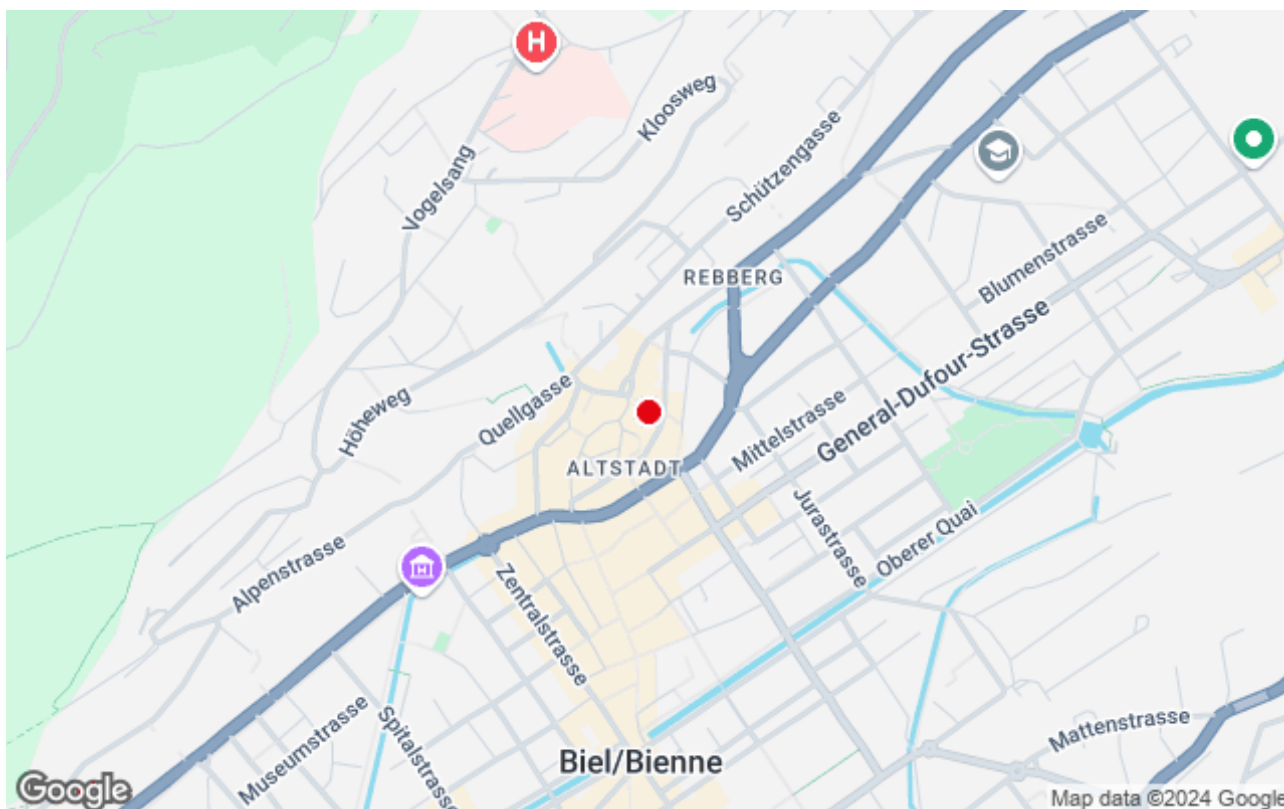 H
Kloosweg
Vogelsang
Schützengasse
REBBERG
Blumenstrasse
General-Dufour-Strasse
Höheweg
Quellgasse
Mittelstrasse
ALTSTADT
Jurastrasse
Oberer Quai
Alpenstrasse
Zentralstrasse
Museumstrasse
Spitalstrasse
Mattenstrasse
Biel/Bienne
Google
Map data ©2024 Google